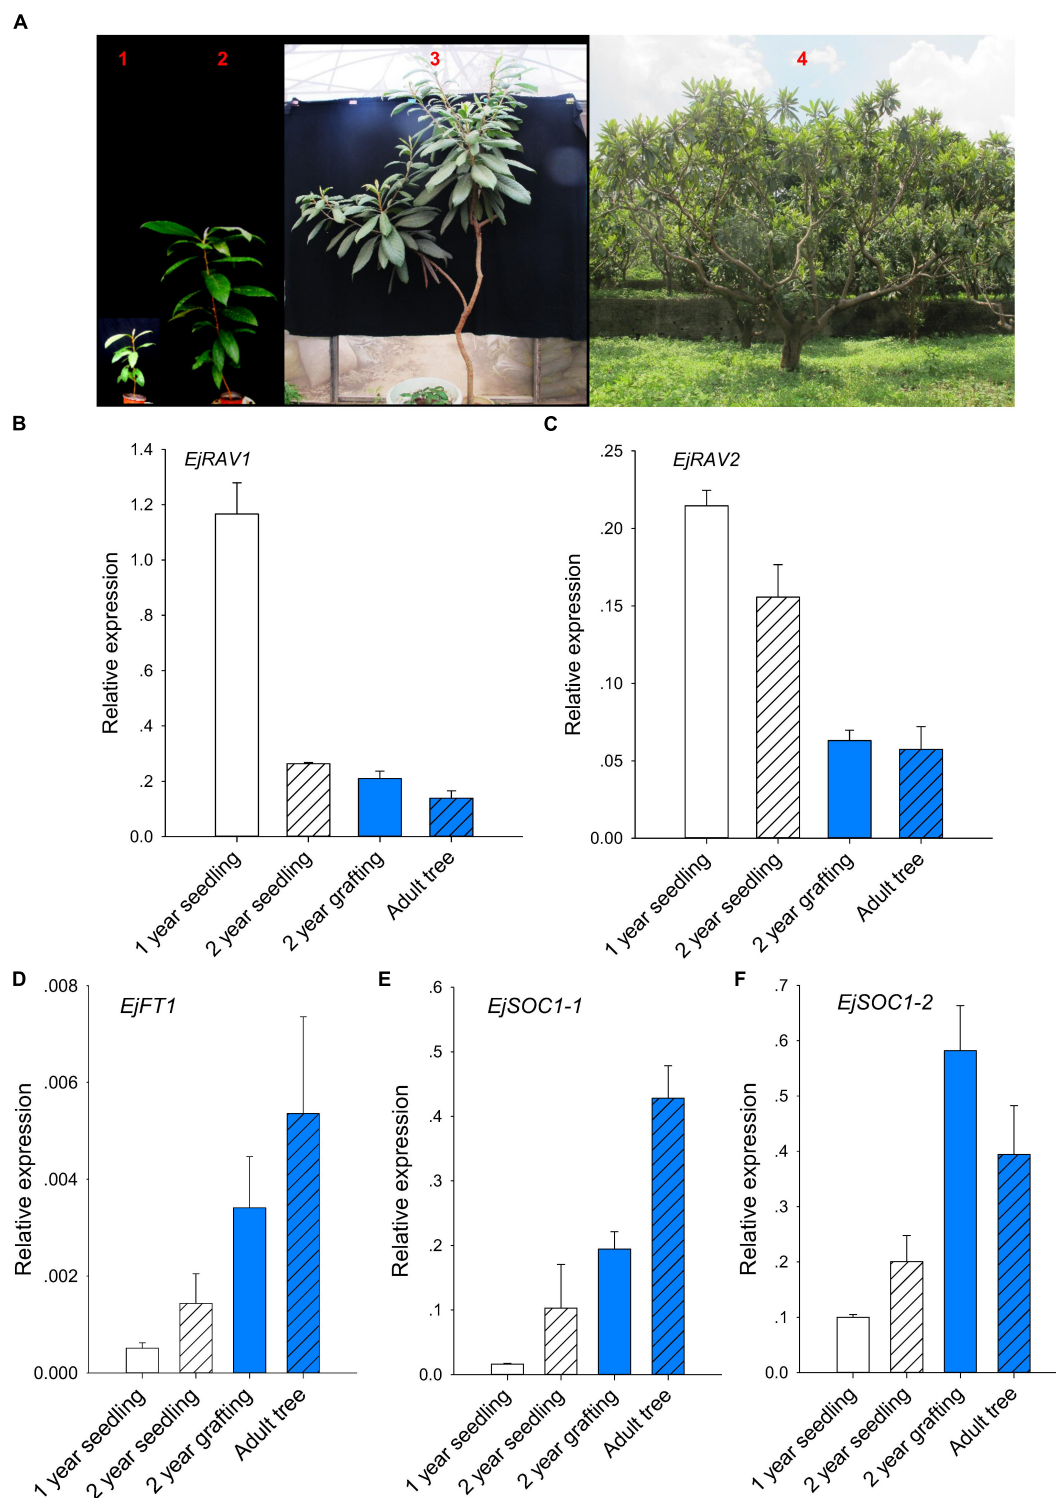 A
1 2 3 4
B
EjRAV1
Relative expression
1.4
1.2
1.0
.8
.6
.4
.2
0.0
1 year seedling
2 year seedling
2 year grafting
Adult tree
C
EjRAV2
Relative expression
.25
.20
.15
.10
.05
0.00
1 year seedling
2 year seedling
2 year grafting
Adult tree
D
EjFT1
Relative expression
.008
.006
.004
.002
0.000
1 year seedling
2 year seedling
2 year grafting
Adult tree
E
EjSOC1-1
Relative expression
.6
.5
.4
.3
.2
.1
0.0
1 year seedling
2 year seedling
2 year grafting
Adult tree
F
EjSOC1-2
Relative expression
.7
.6
.5
.4
.3
.2
.1
0.0
1 year seedling
2 year seedling
2 year grafting
Adult tree